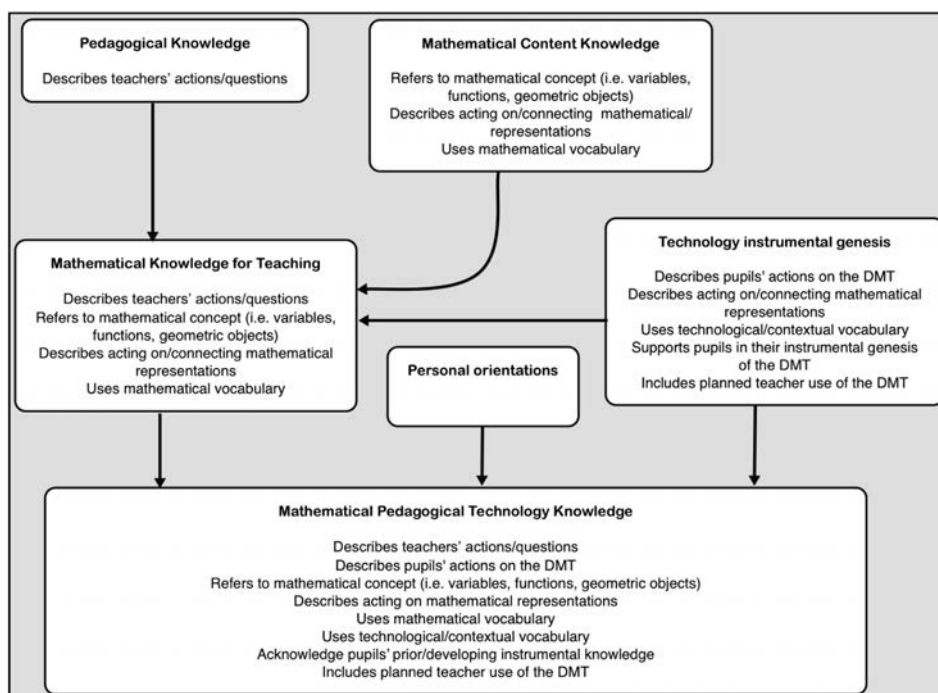 Pedagogical Knowledge
Describes teachers' actions/questions
Mathematical Content Knowledge
Refers to mathematical concept (i.e. variables,
functions, geometric objects)
Describes acting on/connecting mathematical/
representations
Uses mathematical vocabulary
Mathematical Knowledge for Teaching
Describes teachers' actions/questions
Refers to mathematical concept (i.e. variables,
functions, geometric objects)
Describes acting on/connecting mathematical
representations
Uses mathematical vocabulary
Technology instrumental genesis
Describes pupils' actions on the DMT
Describes acting on/connecting mathematical
representations
Uses technological/contextual vocabulary
Supports pupils in their instrumental genesis
of the DMT
Includes planned teacher use of the DMT
Personal orientations
Mathematical Pedagogical Technology Knowledge
Describes teachers' actions/questions
Describes pupils' actions on the DMT
Refers to mathematical concept (i.e. variables, functions, geometric objects)
Describes acting on mathematical representations
Uses mathematical vocabulary
Uses technological/contextual vocabulary
Acknowledge pupils' prior/developing instrumental knowledge
Includes planned teacher use of the DMT